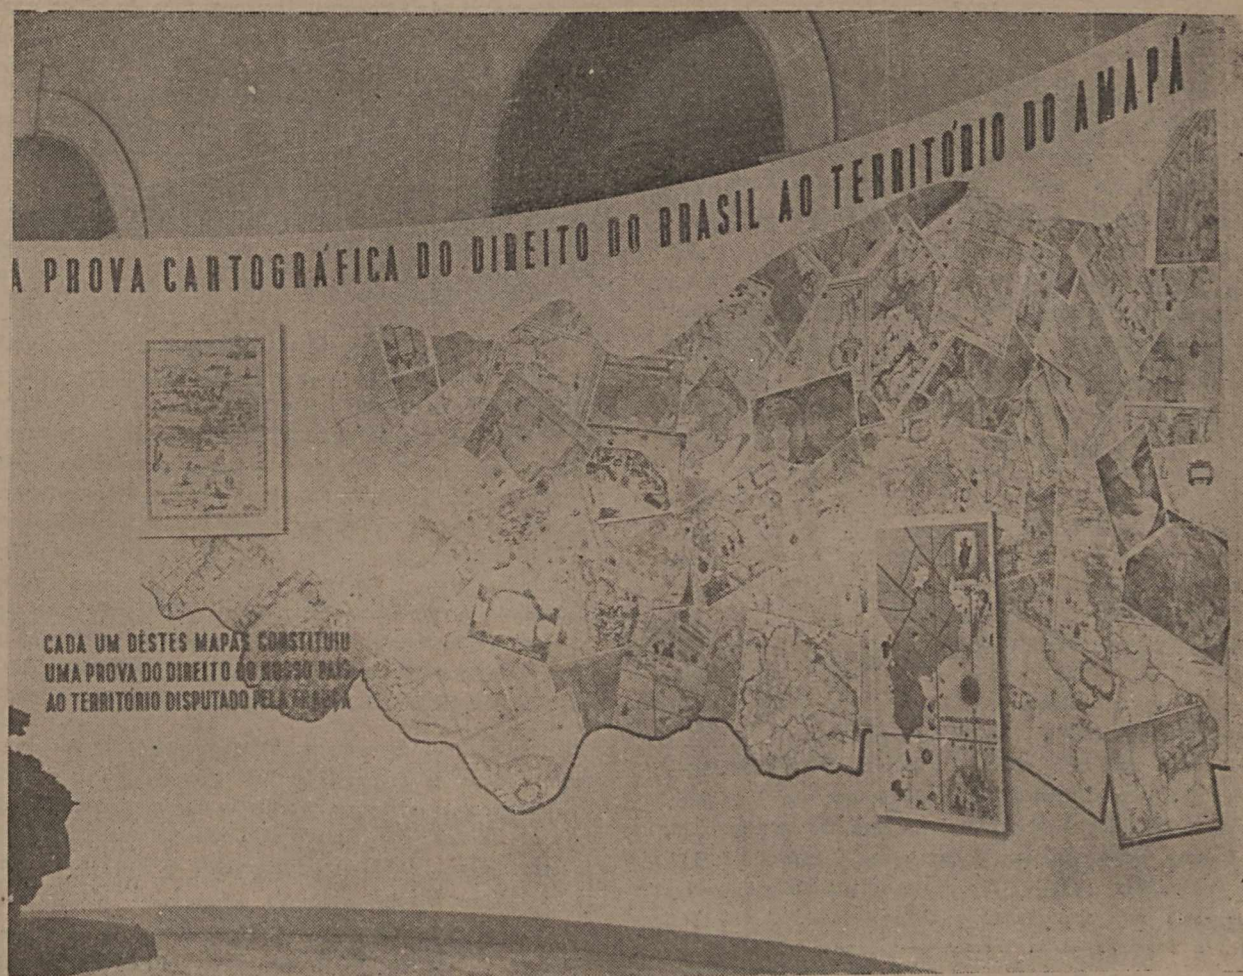 A PROVA CARTOGRÁFICA DO DIREITO DO BRASIL AO TERRITÓRIO DO AMAPÁ
CADA UM DÊSTES MAPAS CONSTITUIU
UMA PROVA DO DIREITO DO NOSSO PAÍS
AO TERRITÓRIO DISPUTADO PELA FRANÇA